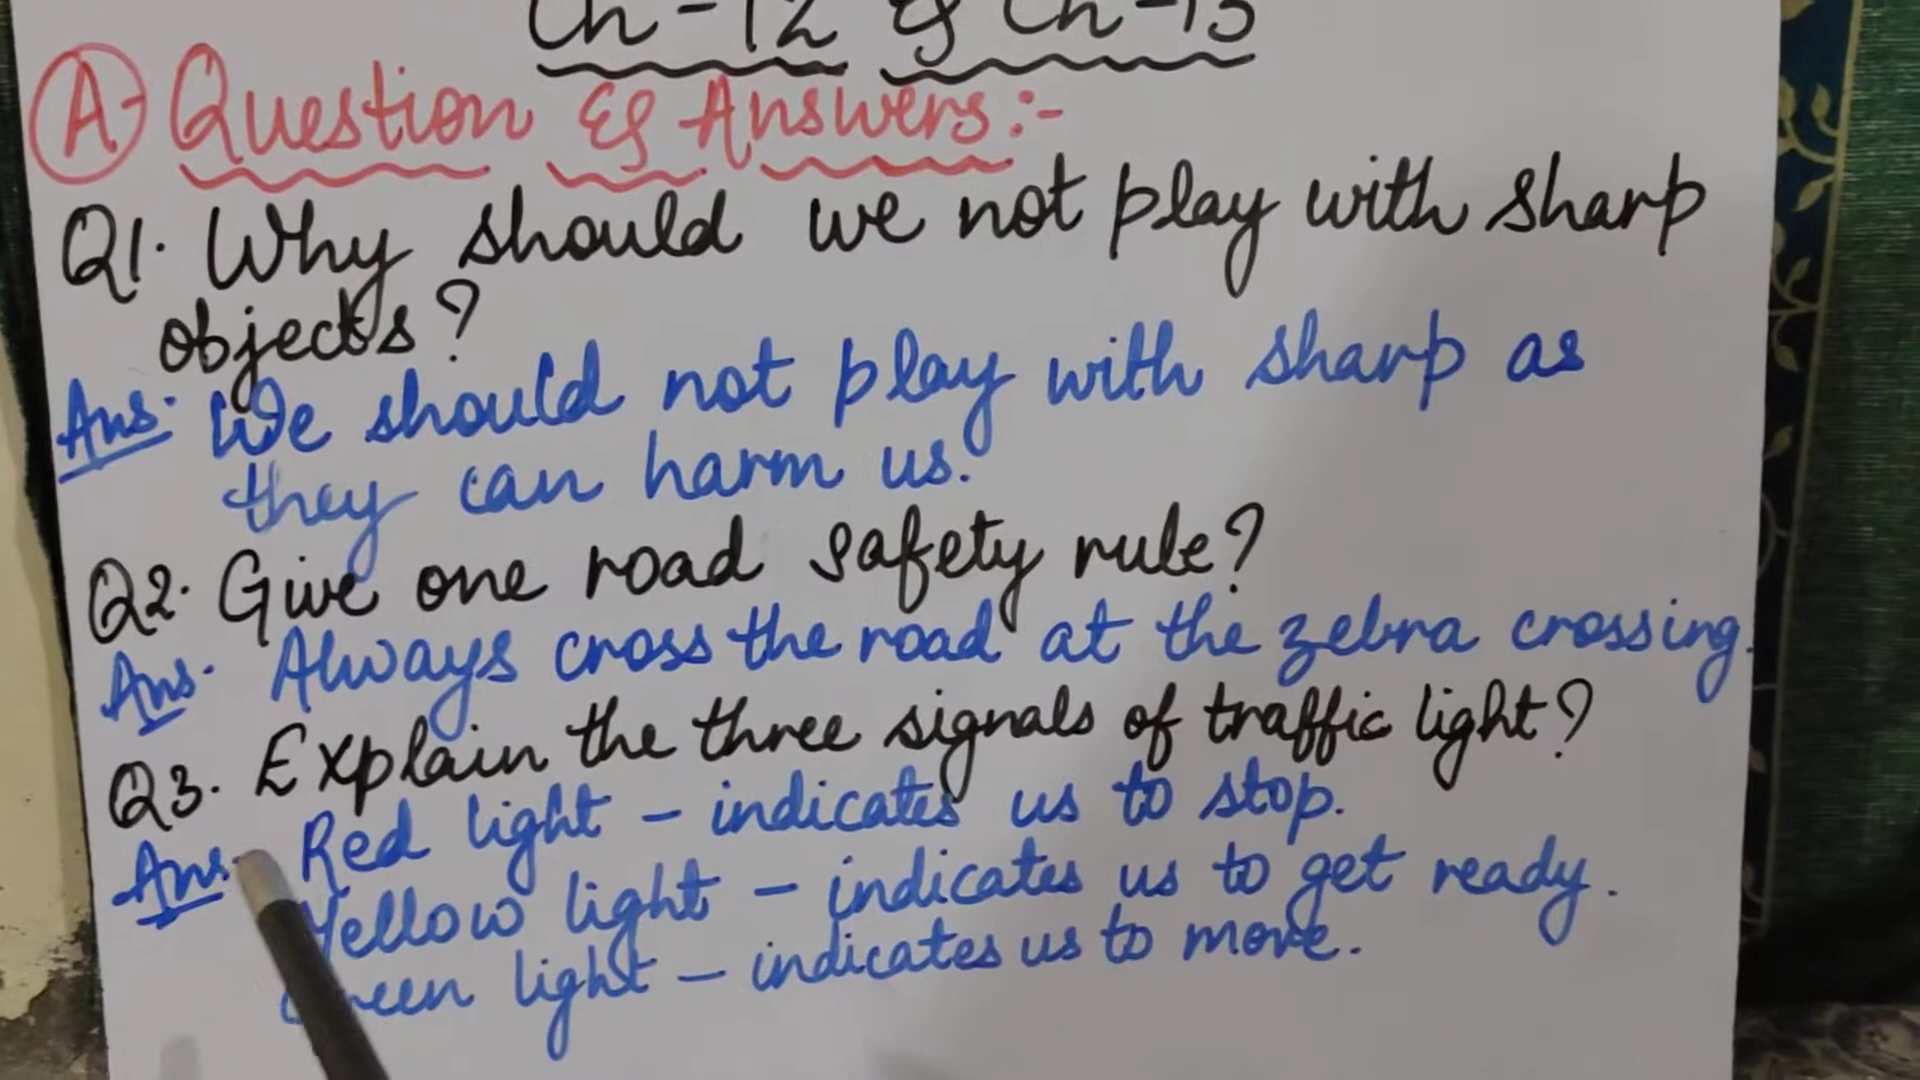 Ch-12 & Ch-13
A- Question & Answers:-
Q1. Why should we not play with sharp
objects?
Ans. We should not play with sharp as
they can harm us.
Q2. Give one road safety rule?
Ans. Always cross the road at the zebra crossing.
Q3. Explain the three signals of traffic light?
Ans. Red light - indicates us to stop.
Yellow light - indicates us to get ready.
Green light - indicates us to move.